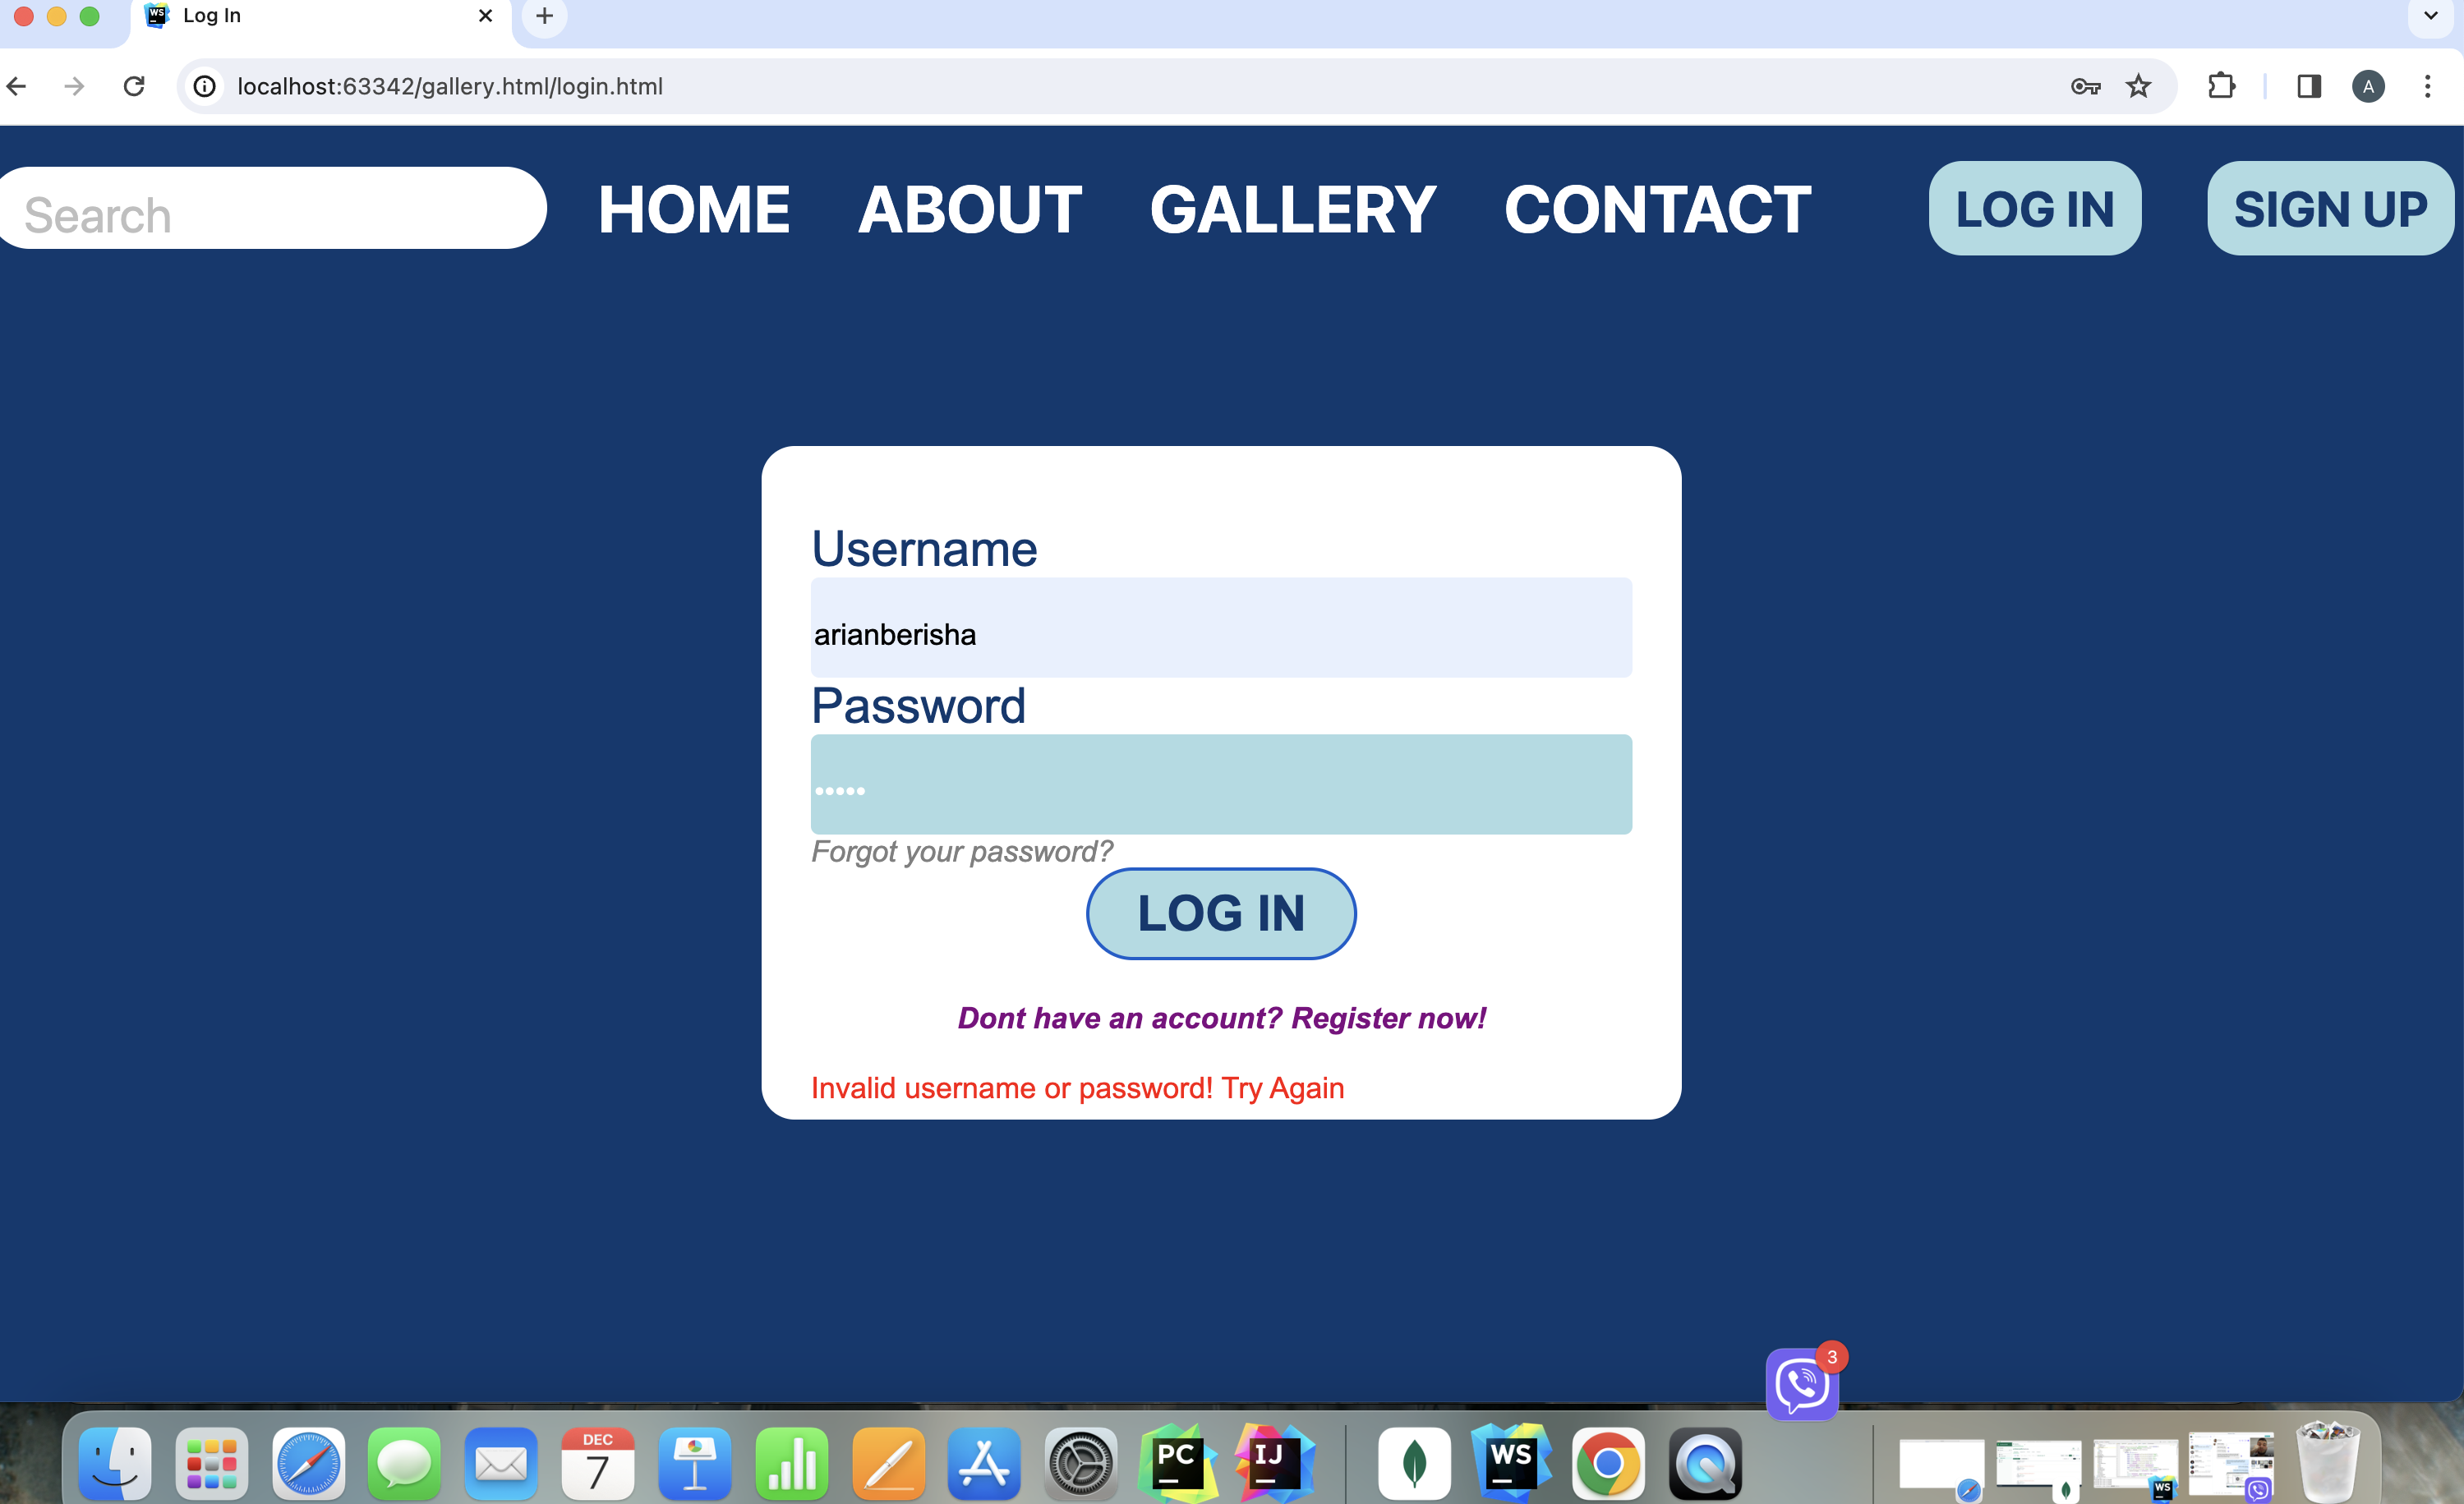 WS Log In
localhost:63342/gallery.html/login.html
A
Search HOME ABOUT GALLERY CONTACT LOG IN SIGN UP
Username
arianberisha
Password
•••••
Forgot your password?
LOG IN
Dont have an account? Register now!
Invalid username or password! Try Again
3
DEC
7
PC
IJ
WS
WS